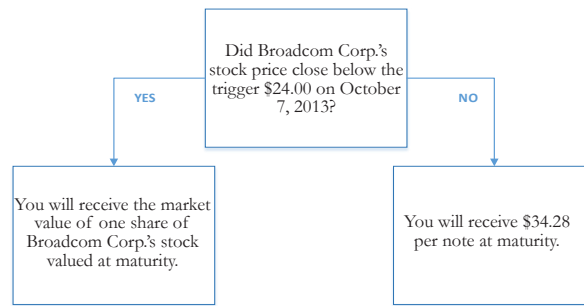 Did Broadcom Corp.'s
stock price close below the
trigger $24.00 on October
7, 2013?
YES
NO
You will receive the market
value of one share of
Broadcom Corp.'s stock
valued at maturity.
You will receive $34.28
per note at maturity.